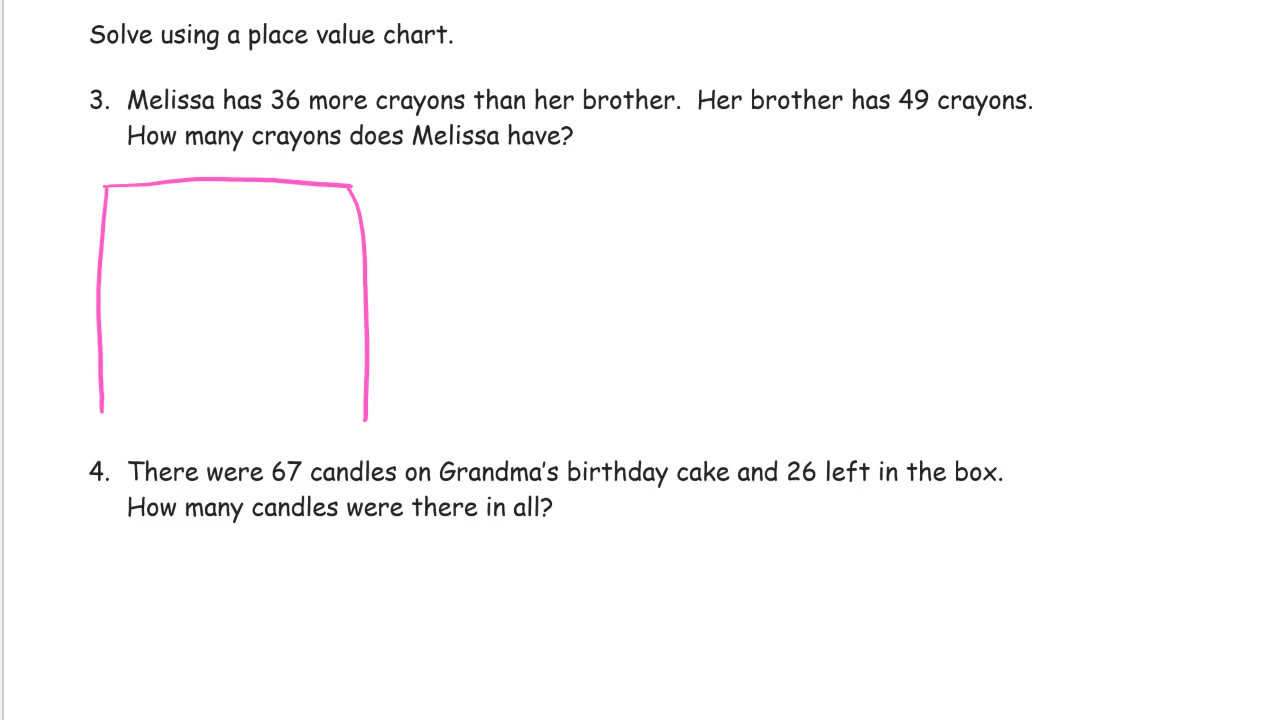 Solve using a place value chart.
3. Melissa has 36 more crayons than her brother. Her brother has 49 crayons.
How many crayons does Melissa have?
4. There were 67 candles on Grandma's birthday cake and 26 left in the box.
How many candles were there in all?